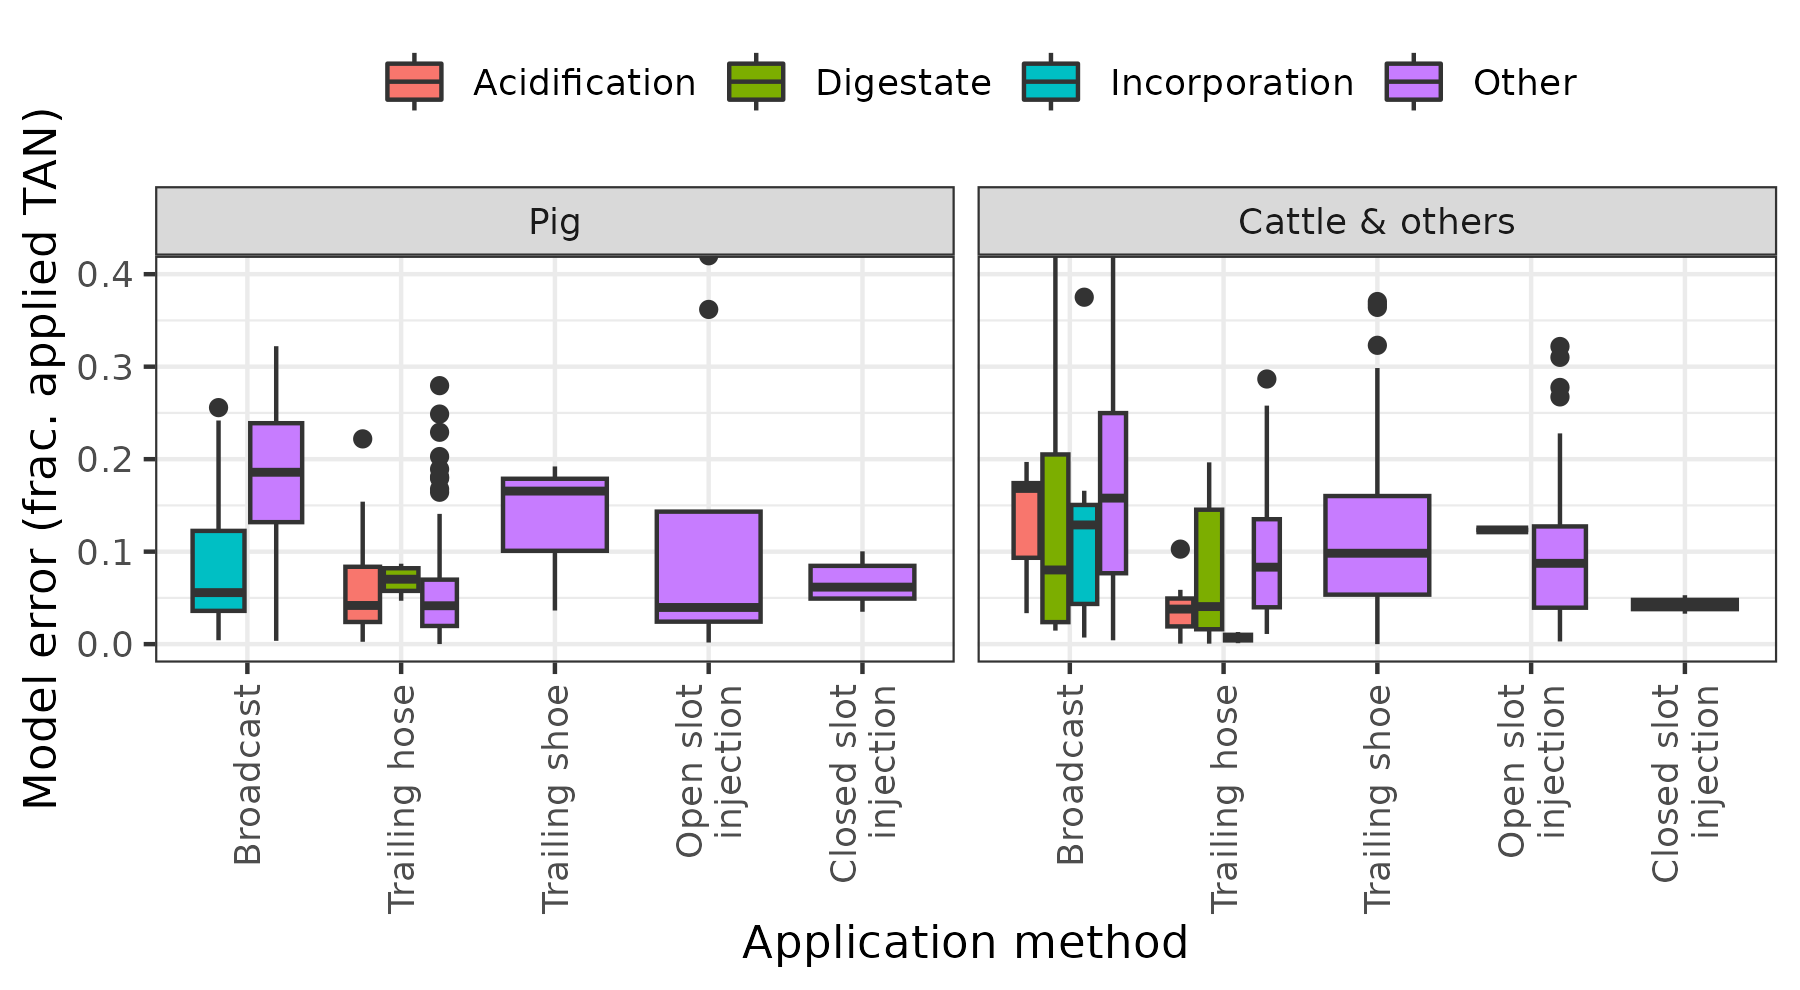 Acidification Digestate Incorporation Other
Model error (frac. applied TAN)
Pig
Cattle & others
0.4
0.3
0.2
0.1
0.0
Broadcast
Trailing hose
Trailing shoe
Open slot
injection
Closed slot
injection
Broadcast
Trailing hose
Trailing shoe
Open slot
injection
Closed slot
injection
Application method